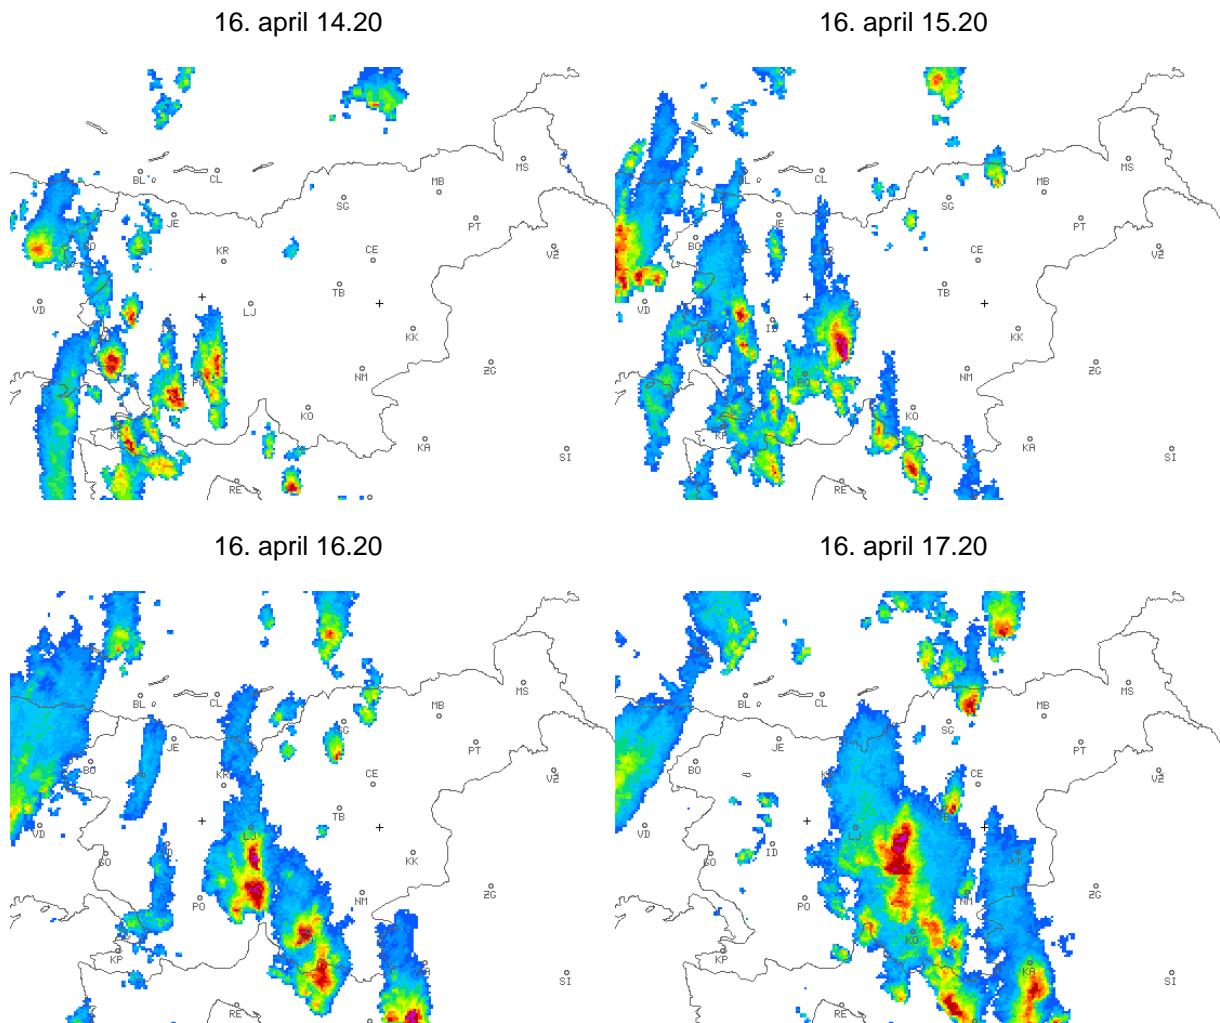 16. april 14.20
16. april 15.20
BL
CL
MS
MB
SG
PT
JE
BO
KR
CE
VŽ
TB
VD
LJ
KK
NM
ZG
KO
KP
KA
SI
RE
CL
MS
MB
SG
JE
PT
BO
CE
VŽ
TB
VD
ID
KK
PO
NM
ZG
KO
KP
KA
SI
RE
16. april 16.20
16. april 17.20
BL
CL
MS
MB
SG
JE
PT
BO
KR
CE
VŽ
TB
VD
LJ
GO
KK
PO
NM
ZG
KP
KA
SI
RE
BL
CL
MS
MB
SG
JE
PT
BO
CE
VŽ
TB
VD
LJ
GO
ID
KK
PO
NM
ZG
KO
KP
KA
SI
RE